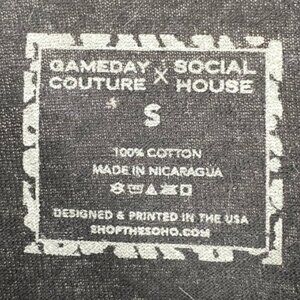 GAMEDAY X SOCIAL
COUTURE HOUSE
S
100% COTTON
MADE IN NICARAGUA
DESIGNED & PRINTED IN THE USA
SHOPTHESOHO.COM